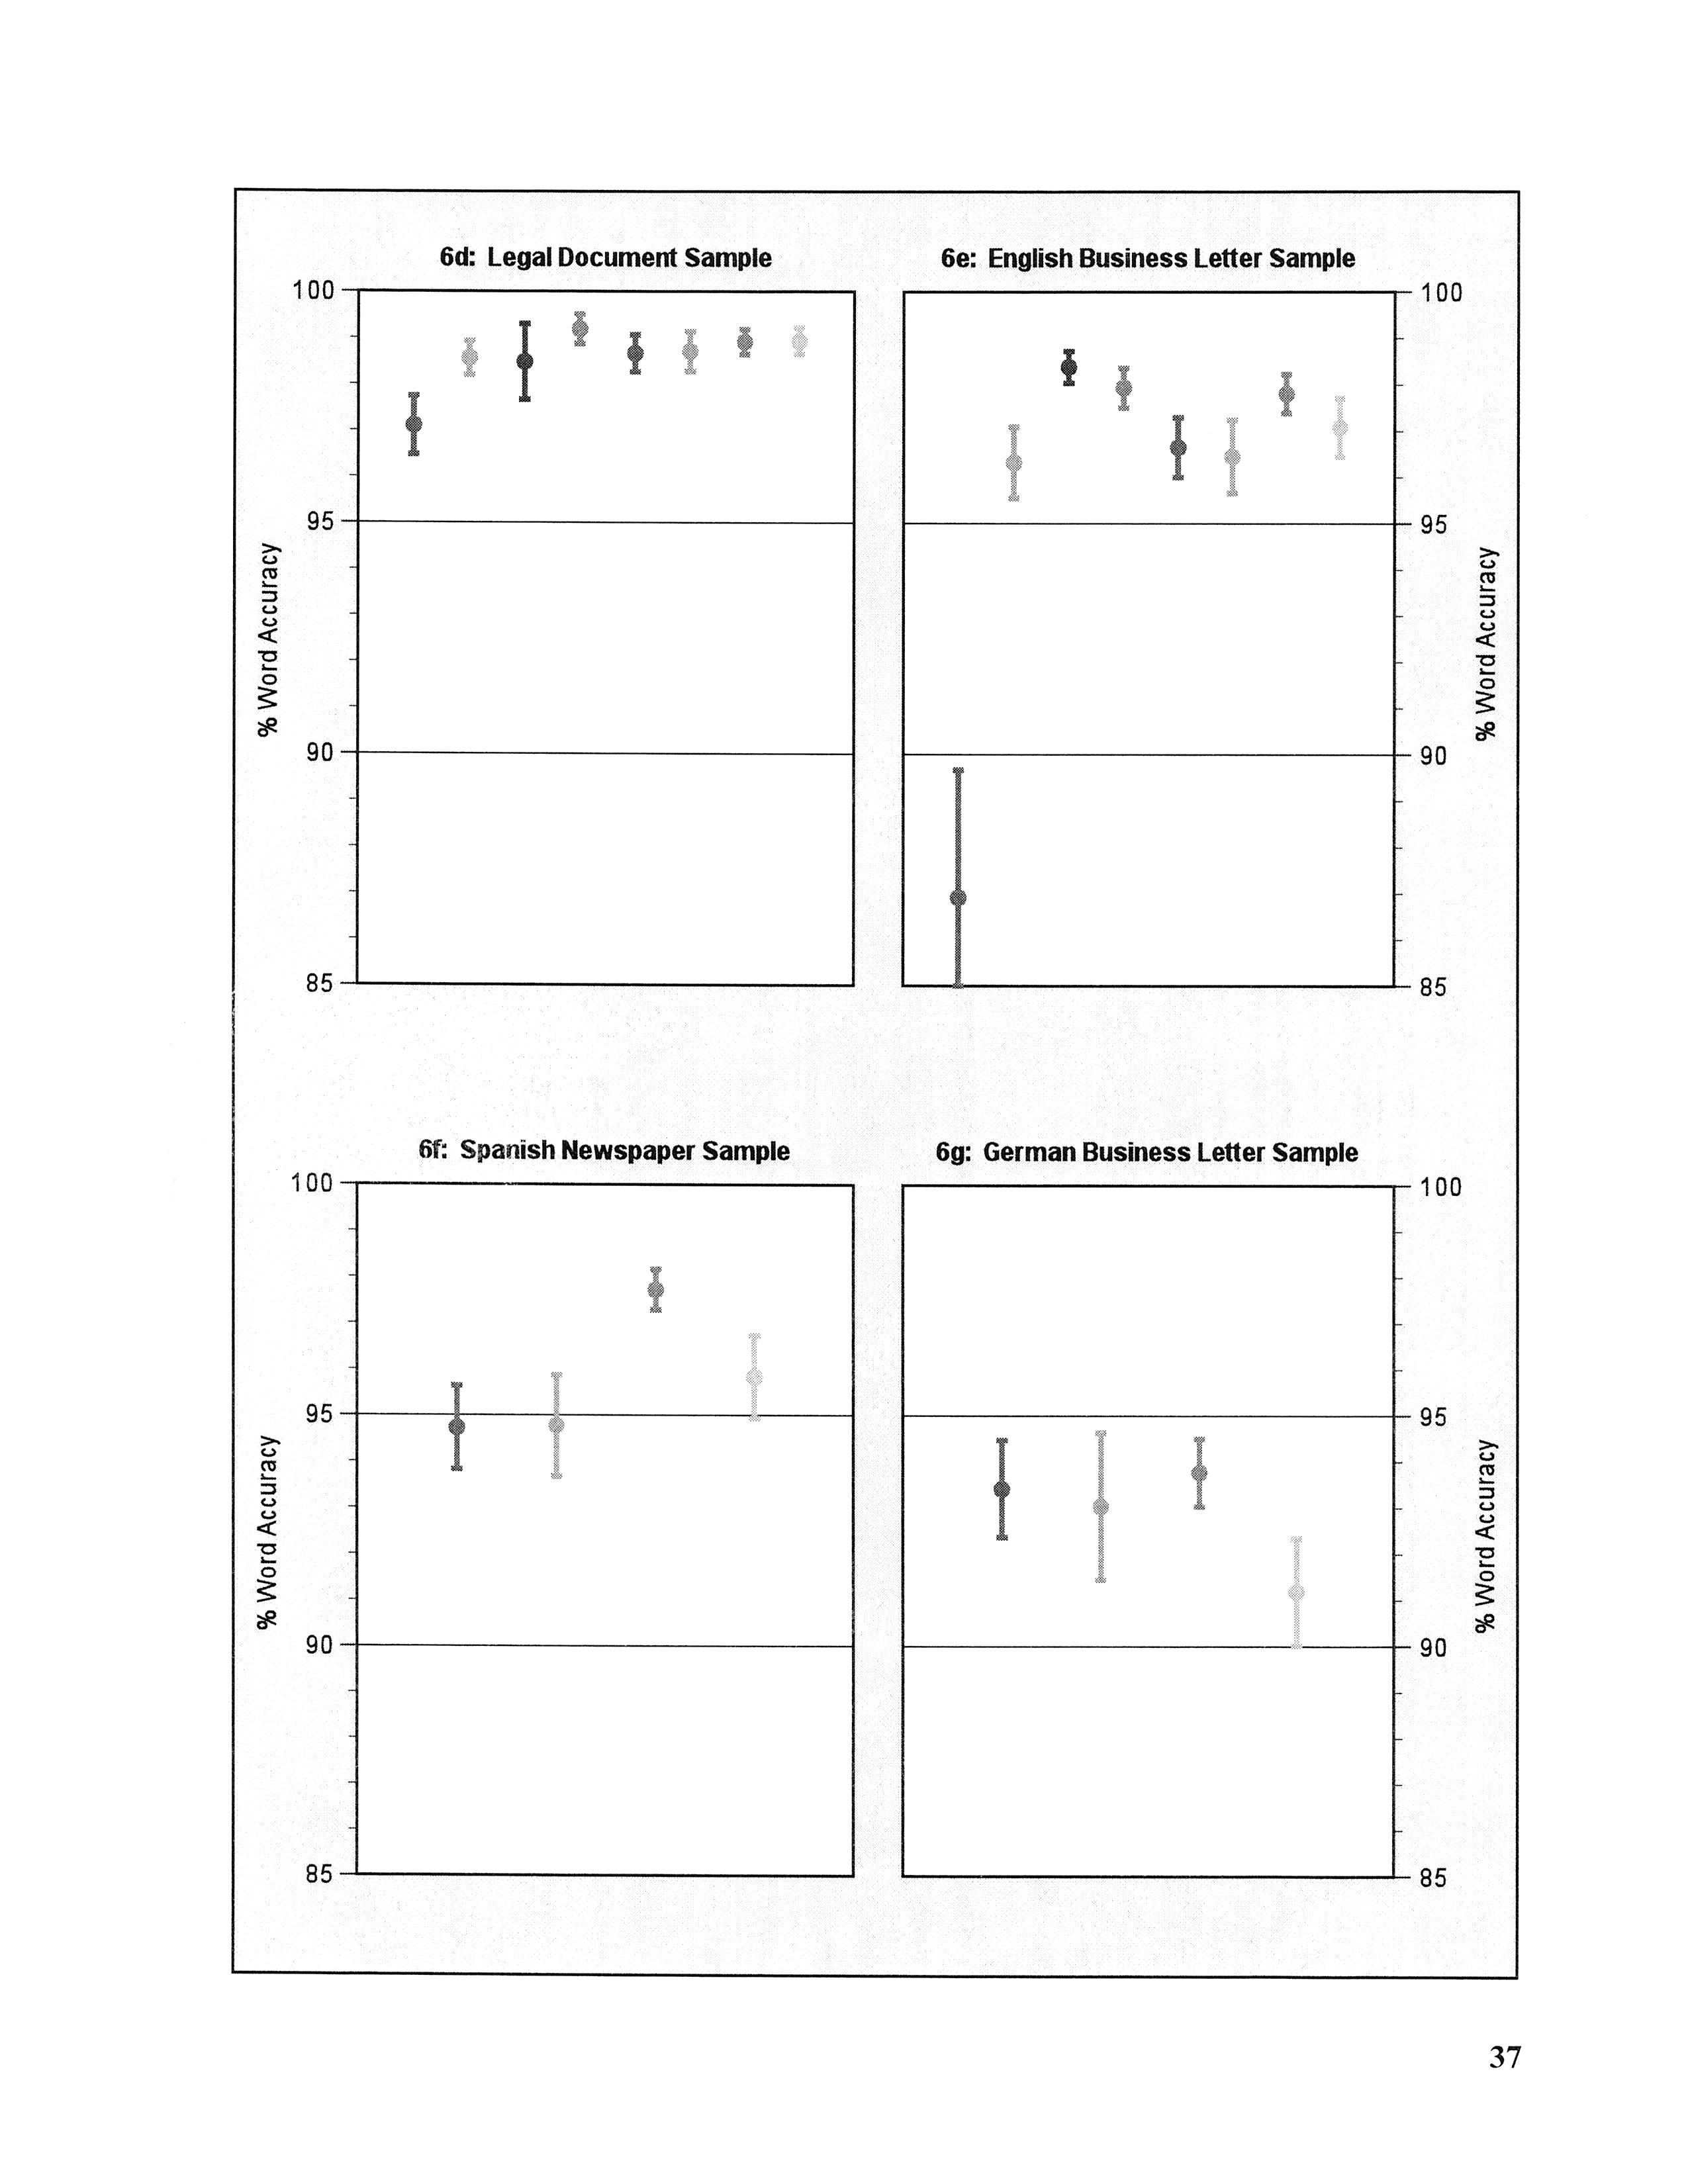 6d: Legal Document Sample
100
95
90
85
% Word Accuracy
6e: English Business Letter Sample
100
95
90
85
% Word Accuracy
6f: Spanish Newspaper Sample
100
95
90
85
% Word Accuracy
6g: German Business Letter Sample
100
95
90
85
% Word Accuracy
37